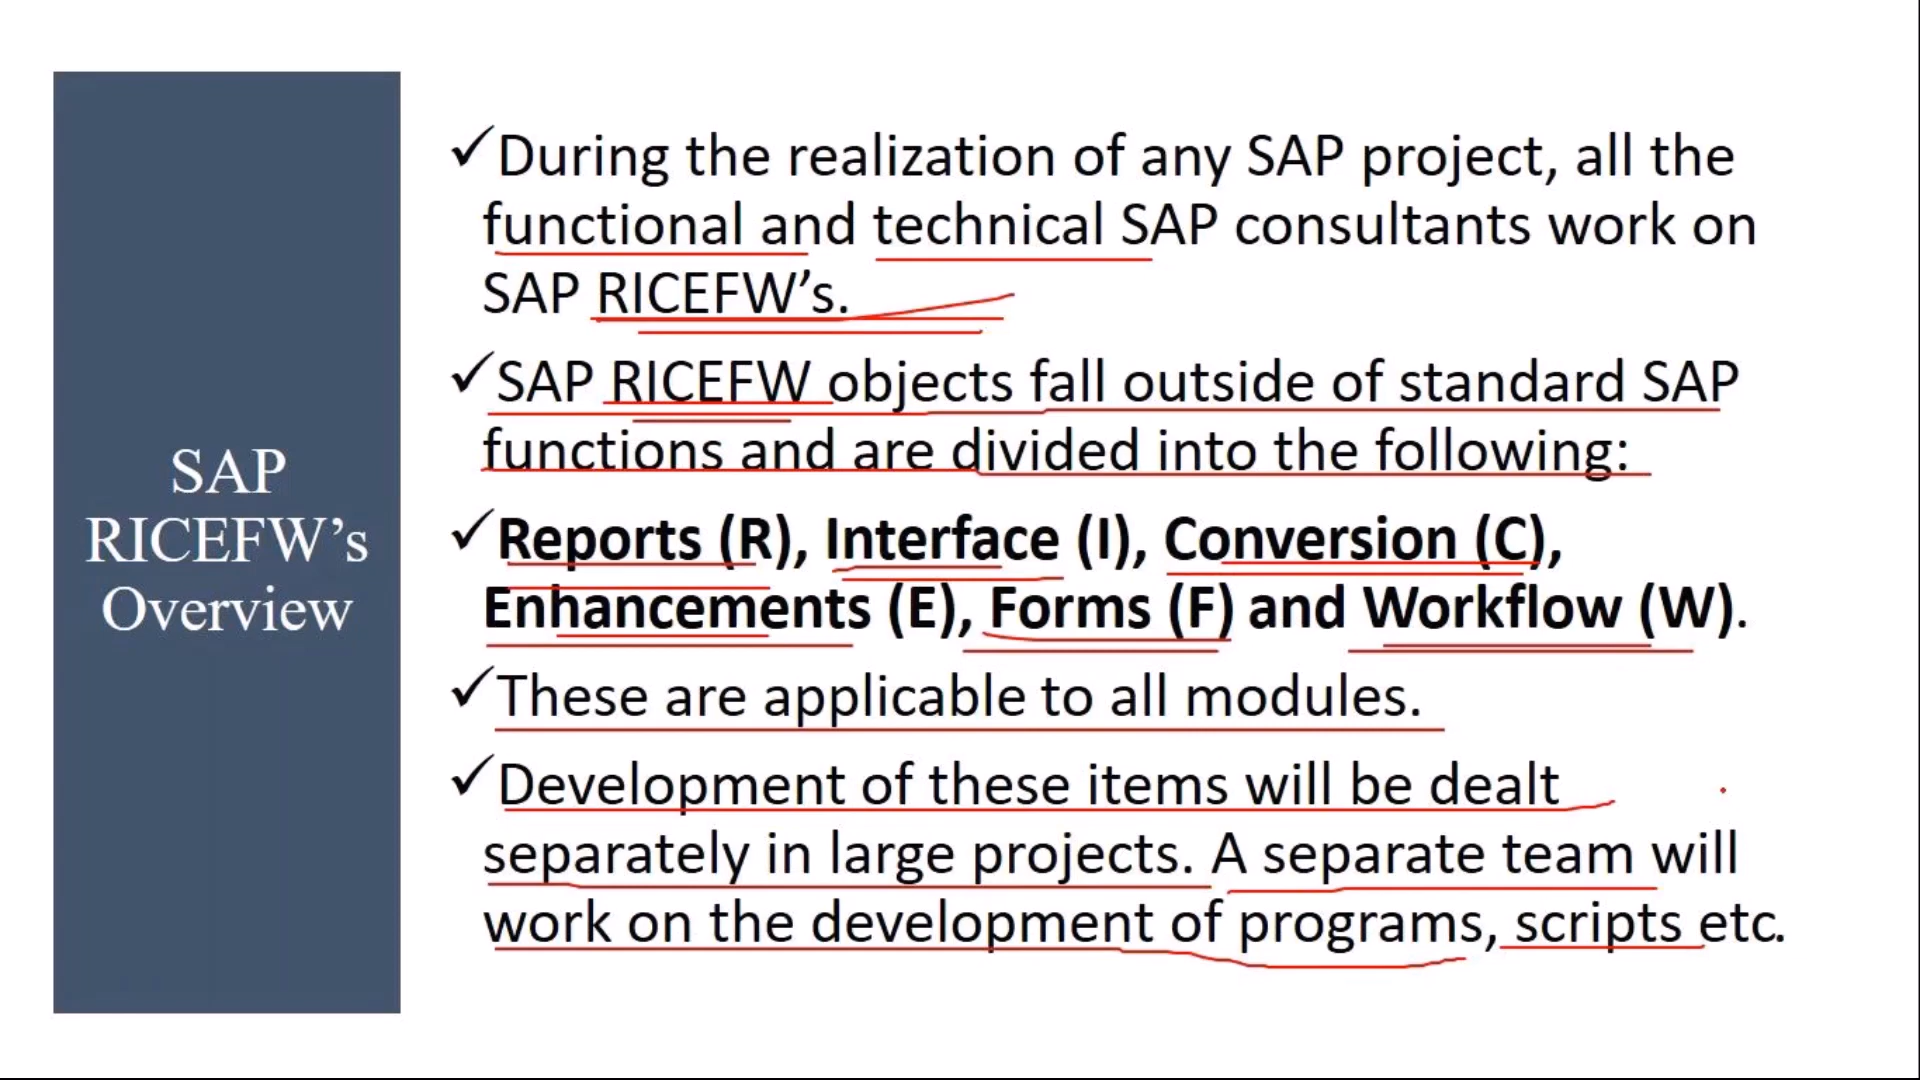 SAP
RICEFW’s
Overview
✓During the realization of any SAP project, all the
functional and technical SAP consultants work on
SAP RICEFW’s.
✓SAP RICEFW objects fall outside of standard SAP
functions and are divided into the following:
✓Reports (R), Interface (I), Conversion (C),
Enhancements (E), Forms (F) and Workflow (W).
✓These are applicable to all modules.
✓Development of these items will be dealt
separately in large projects. A separate team will
work on the development of programs, scripts etc.